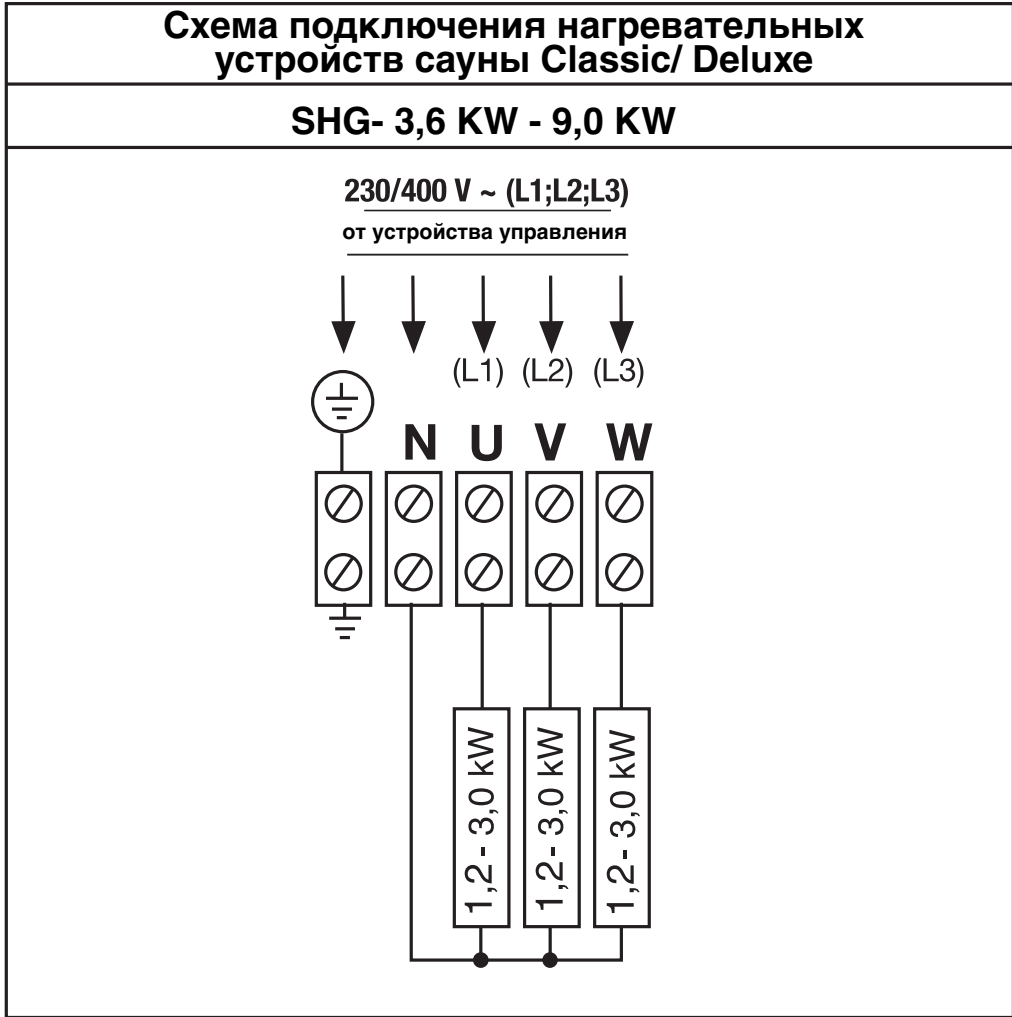 Схема подключения нагревательных
устройств сауны Classic/ Deluxe
SHG- 3,6 KW - 9,0 KW
230/400 V ~ (L1;L2;L3)
от устройства управления
(L1) (L2) (L3)
N U V W
1,2 - 3,0 kW
1,2 - 3,0 kW
1,2 - 3,0 kW